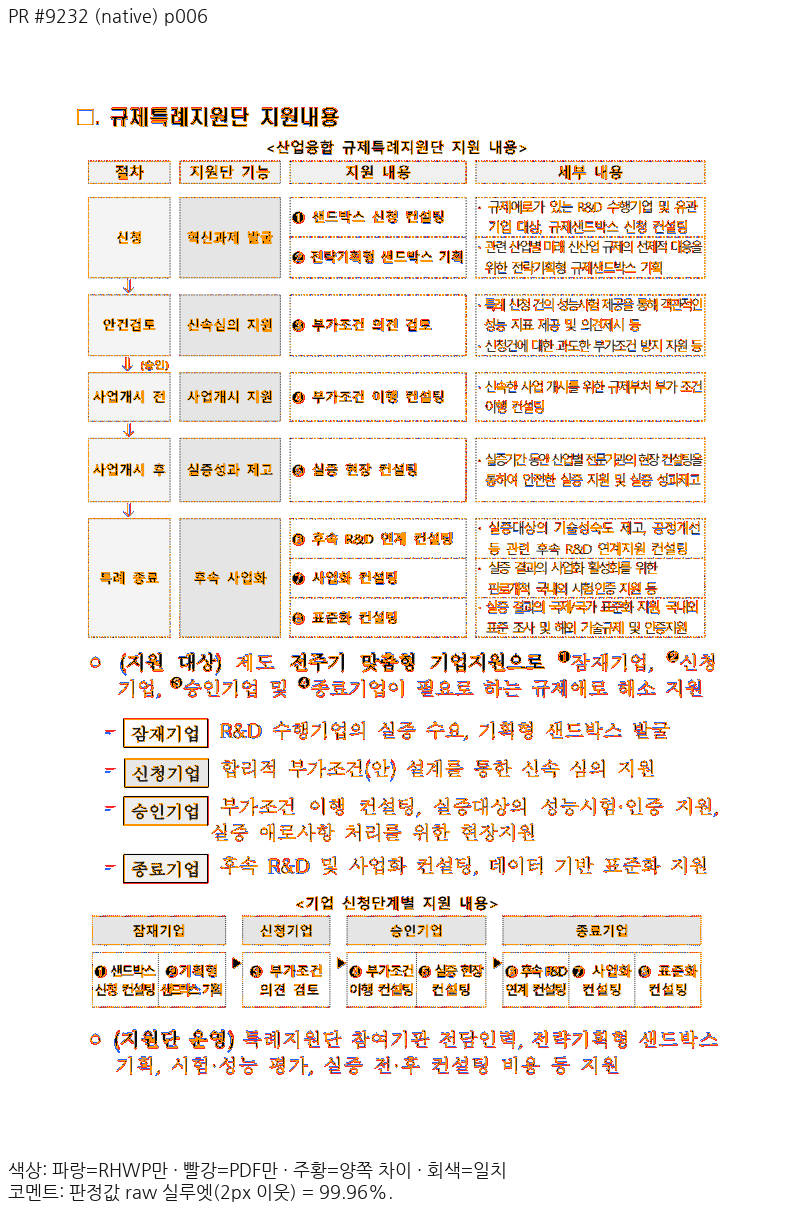 PR #9232 (native) p006
□. 규제특례지원단 지원내용
<산업융합 규제특례지원단 지원 내용>
절차 지원단 기능 지원 내용 세부 내용
신청 혁신과제 발굴
❶ 샌드박스 신청 컨설팅
· 규제애로가 있는 R&D 수행기업 및 유관
기업 대상, 규제샌드박스 신청 컨설팅
❷ 전략기획형 샌드박스 기획
· 관련 산업별 미래 신산업 규제의 선제적 대응을
위한 전략기획형 규제샌드박스 기획
안건검토 신속심의 지원 ❸ 부가조건 의견 검토
· 특례 신청 건의 성능시험 제공을 통해 객관적인
성능 지표 제공 및 의견제시 등
· 신청건에 대한 과도한 부가조건 방지 지원 등
(승인)
사업개시 전 사업개시 지원 ❹ 부가조건 이행 컨설팅
· 신속한 사업 개시를 위한 규제부처 부가 조건
이행 컨설팅
사업개시 후 실증성과 제고 ❺ 실증 현장 컨설팅
· 실증기간 동안 산업별 전문기관의 현장 컨설팅을
통하여 안전한 실증 지원 및 실증 성과제고
특례 종료 후속 사업화
❻ 후속 R&D 연계 컨설팅
· 실증대상의 기술성숙도 제고, 공정개선
등 관련 후속 R&D 연계지원 컨설팅
❼ 사업화 컨설팅
· 실증 결과의 사업화 활성화를 위한
판로개척 국내외 시험인증 지원 등
❽ 표준화 컨설팅
· 실증 결과의 국제/국가 표준화 지원, 국내외
표준 조사 및 해외 기술규제 및 인증지원
○ (지원 대상) 제도 전주기 맞춤형 기업지원으로 ❶잠재기업, ❷신청
기업, ❸승인기업 및 ❹종료기업이 필요로 하는 규제애로 해소 지원
- 잠재기업 R&D 수행기업의 실증 수요, 기획형 샌드박스 발굴
- 신청기업 합리적 부가조건(안) 설계를 통한 신속 심의 지원
- 승인기업 부가조건 이행 컨설팅, 실증대상의 성능시험·인증 지원,
실증 애로사항 처리를 위한 현장지원
- 종료기업 후속 R&D 및 사업화 컨설팅, 데이터 기반 표준화 지원
<기업 신청단계별 지원 내용>
잠재기업 신청기업 승인기업 종료기업
❶ 샌드박스 ❷기획형 ▶ ❸ 부가조건 ▶ ❹ 부가조건 ❺ 실증 현장 ▶ ❻ 후속 R&D ❼ 사업화 ❽ 표준화
신청 컨설팅 샌드박스 기획 의견 검토 이행 컨설팅 컨설팅 연계 컨설팅 컨설팅 컨설팅
○ (지원단 운영) 특례지원단 참여기관 전담인력, 전략기획형 샌드박스
기획, 시험·성능 평가, 실증 전·후 컨설팅 비용 등 지원
색상: 파랑=RHWP만 · 빨강=PDF만 · 주황=양쪽 차이 · 회색=일치
코멘트: 판정값 raw 실루엣(2px 이웃) = 99.96%.